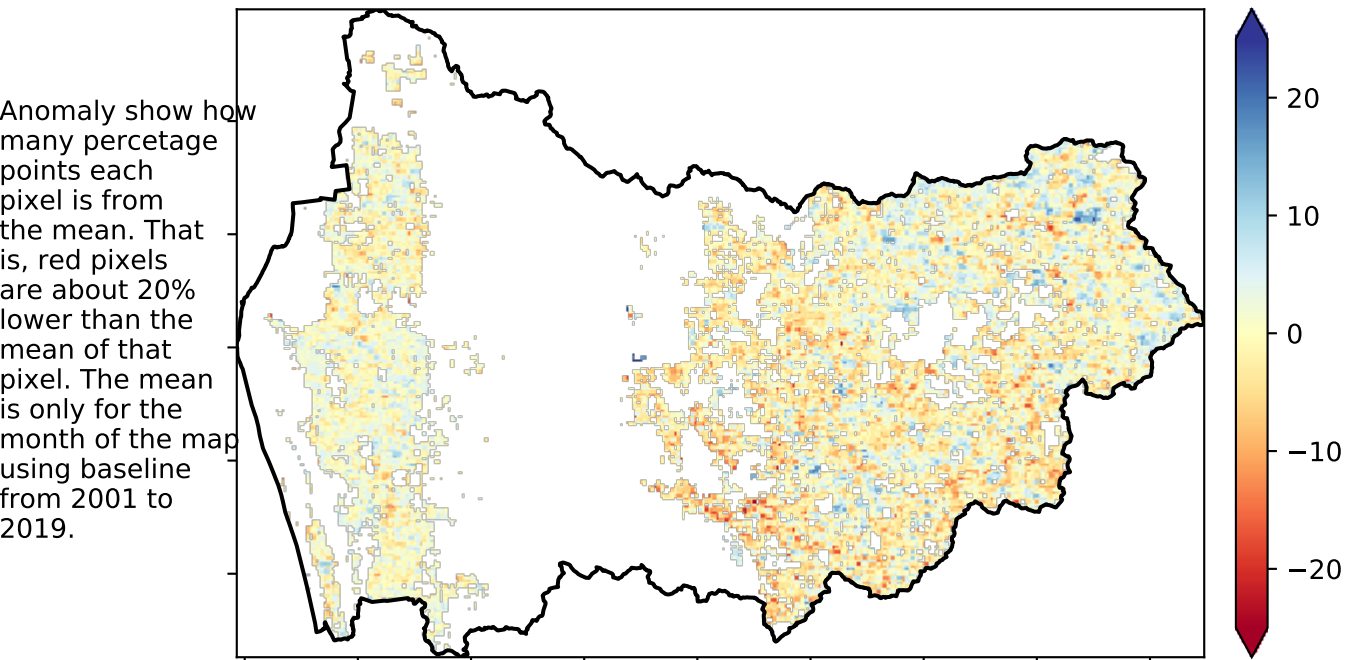 Anomaly show how
many percetage
points each
pixel is from
the mean. That
is, red pixels
are about 20%
lower than the
mean of that
pixel. The mean
is only for the
month of the map
using baseline
from 2001 to
2019.
20
10
0
−10
−20